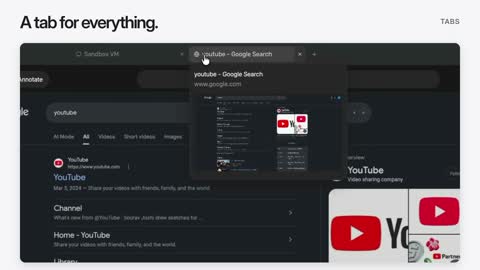 A tab for everything.
TABS
Sandbox VM
youtube - Google Search
Annotate
youtube - Google Search
www.google.com
youtube
AI Mode
All
Videos
Short videos
Images
YouTube
https://www.youtube.com
YouTube
Mar 5, 2024 — Share your videos with friends, family, and the world.
YouTube
Video sharing company
Channel
Home - YouTube
Share your videos with friends, family, and the world.
Library